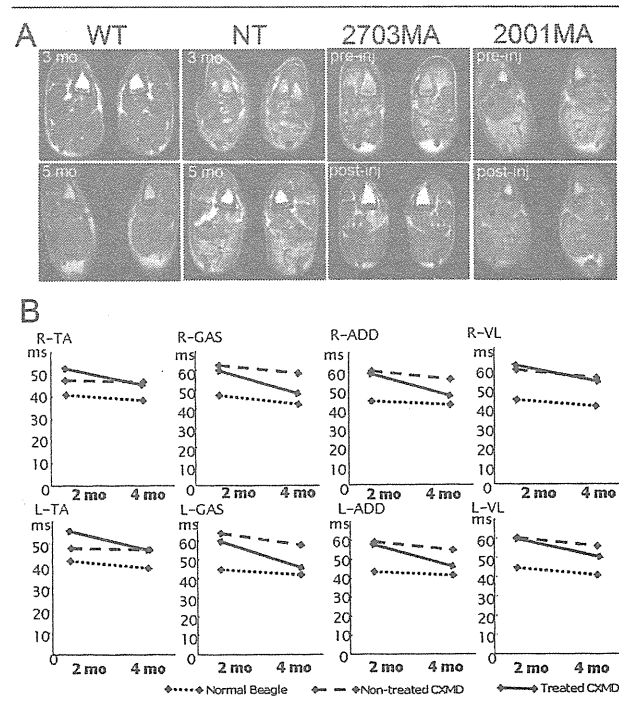 A
WT NT 2703MA 2001MA
3 mo 3 mo pre-inj pre-inj
5 mo 5 mo post-inj post-inj
B
R-TA R-GAS R-ADD R-VL
ms ms ms ms
50 60 60 60
40 50 50 50
30 40 40 40
20 30 30 30
10 20 20 20
10 10 10
0 0 0 0
2 mo 4 mo 2 mo 4 mo 2 mo 4 mo 2 mo 4 mo
L-TA L-GAS L-ADD L-VL
ms ms ms ms
50 60 60 60
40 50 50 50
30 40 40 40
20 30 30 30
10 20 20 20
10 10 10
0 0 0 0
2 mo 4 mo 2 mo 4 mo 2 mo 4 mo 2 mo 4 mo
Normal Beagle Non-treated CXMD Treated CXMD